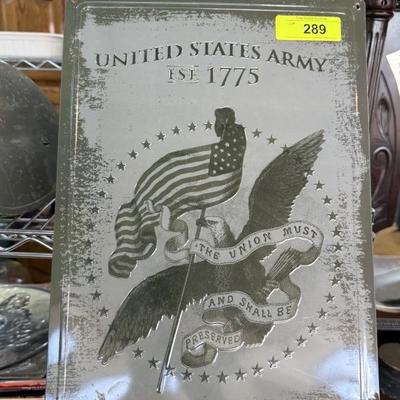 289
UNITED STATES ARMY
EST 1775
THE UNION MUST
AND SHALL BE
PRESERVED